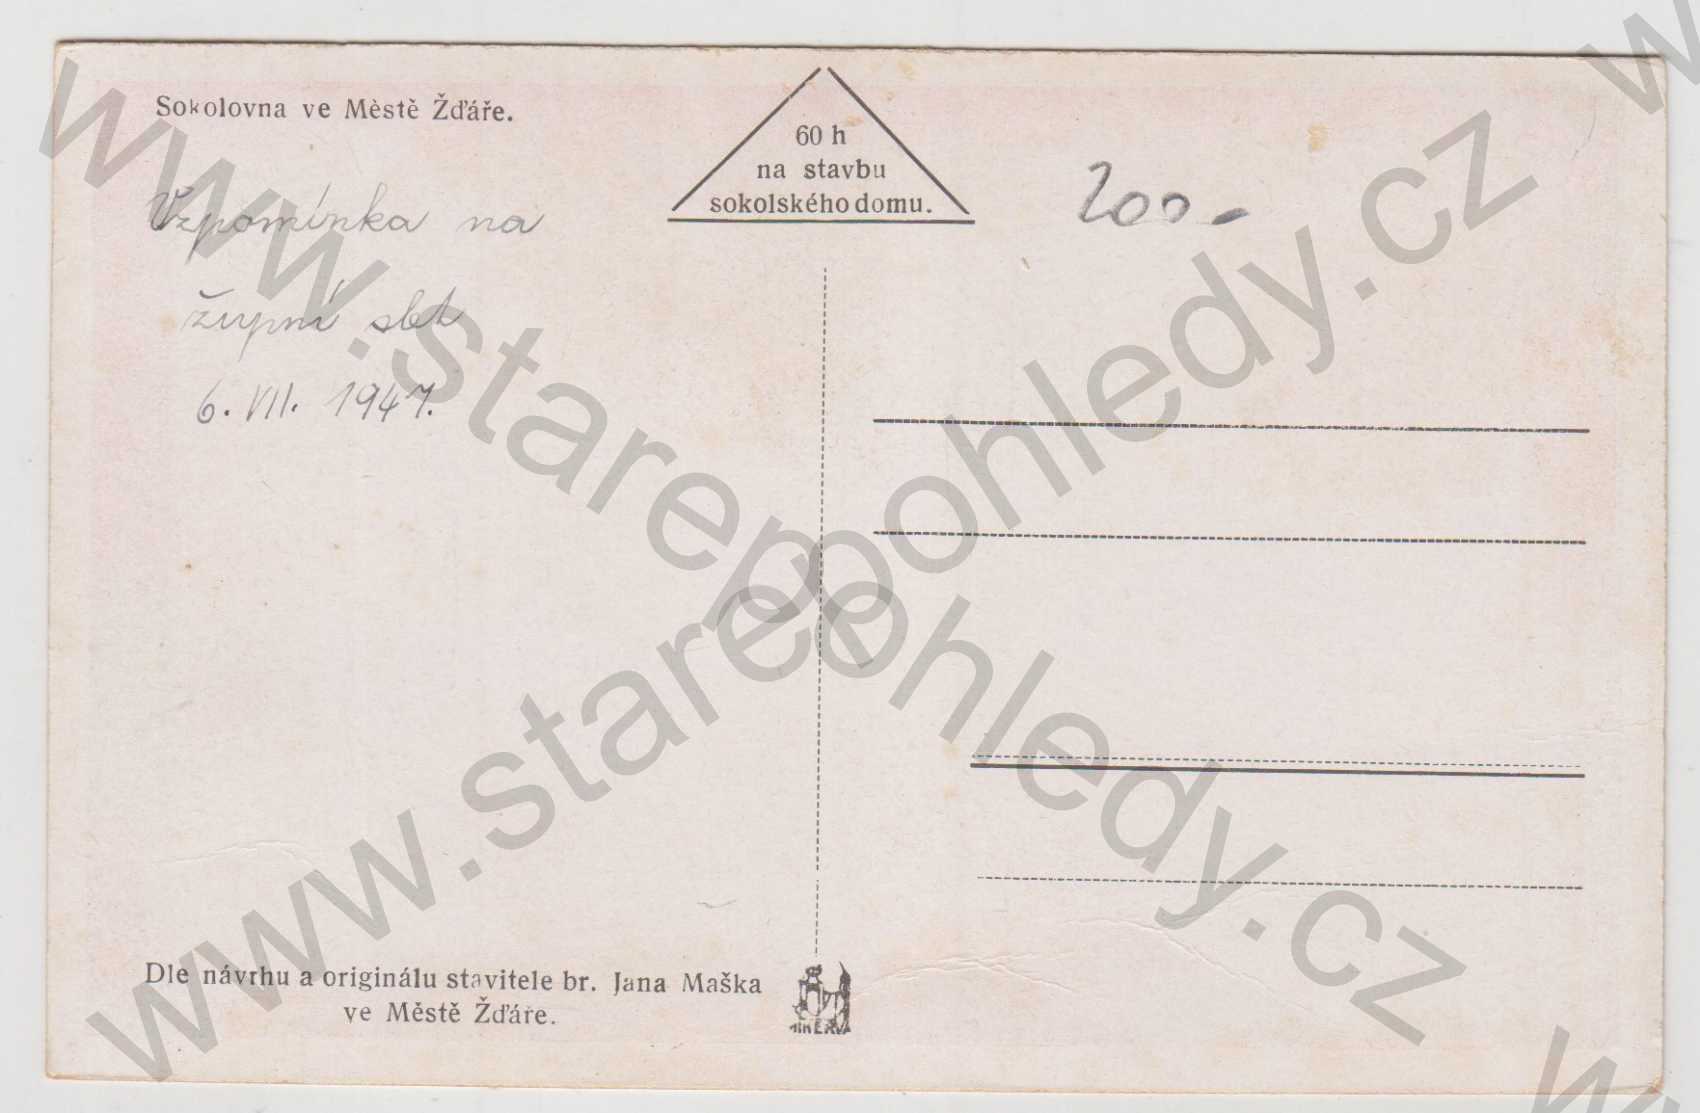 Sokolovna ve Městě Žďáře.
60 h
na stavbu
sokolského domu.
200.-
Vzpomínka na
župní slet
6. VII. 1947.
Dle návrhu a originálu stavitele br. Jana Maška
ve Městě Žďáře.
MINERVA
www.starepohledy.cz
www.starepohledy.cz